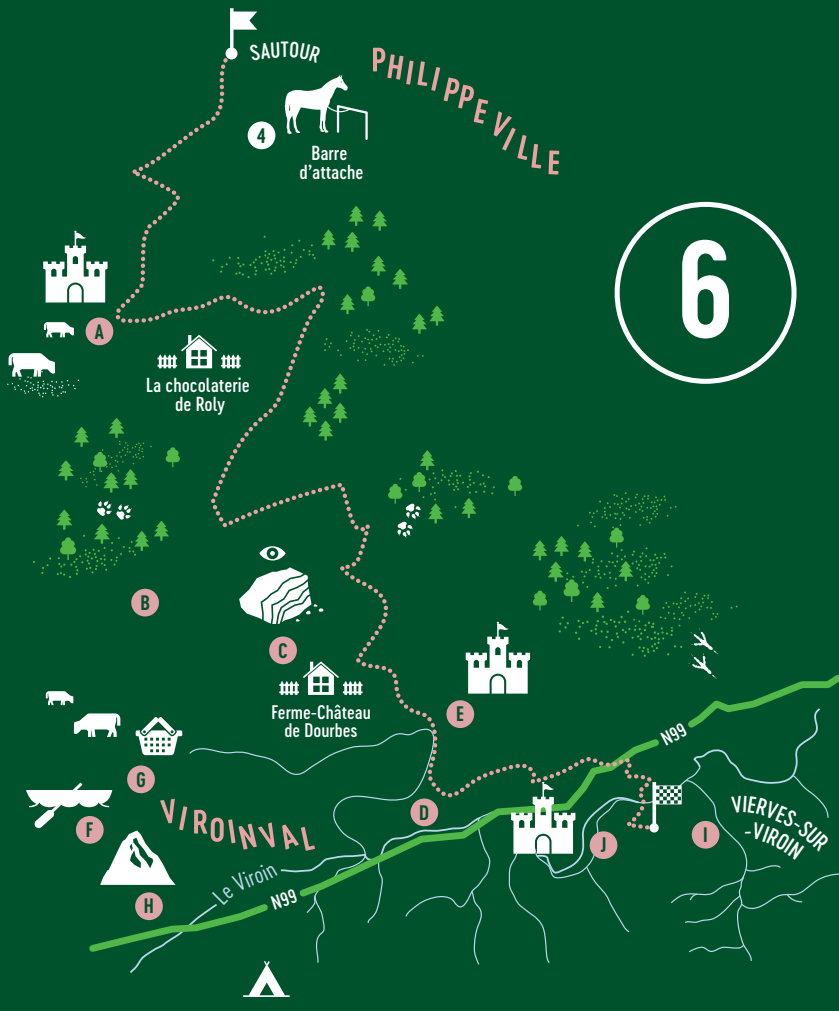 SAUTOUR
PHILIPPEVILLE
4
Barre
d'attache
6
A
La chocolaterie
de Roly
B
C
Ferme-Château
de Dourbes
E
N99
G
D
VIROINVAL
F
VIERVES-SUR
-VIROIN
I
J
Le Viroin
H
N99